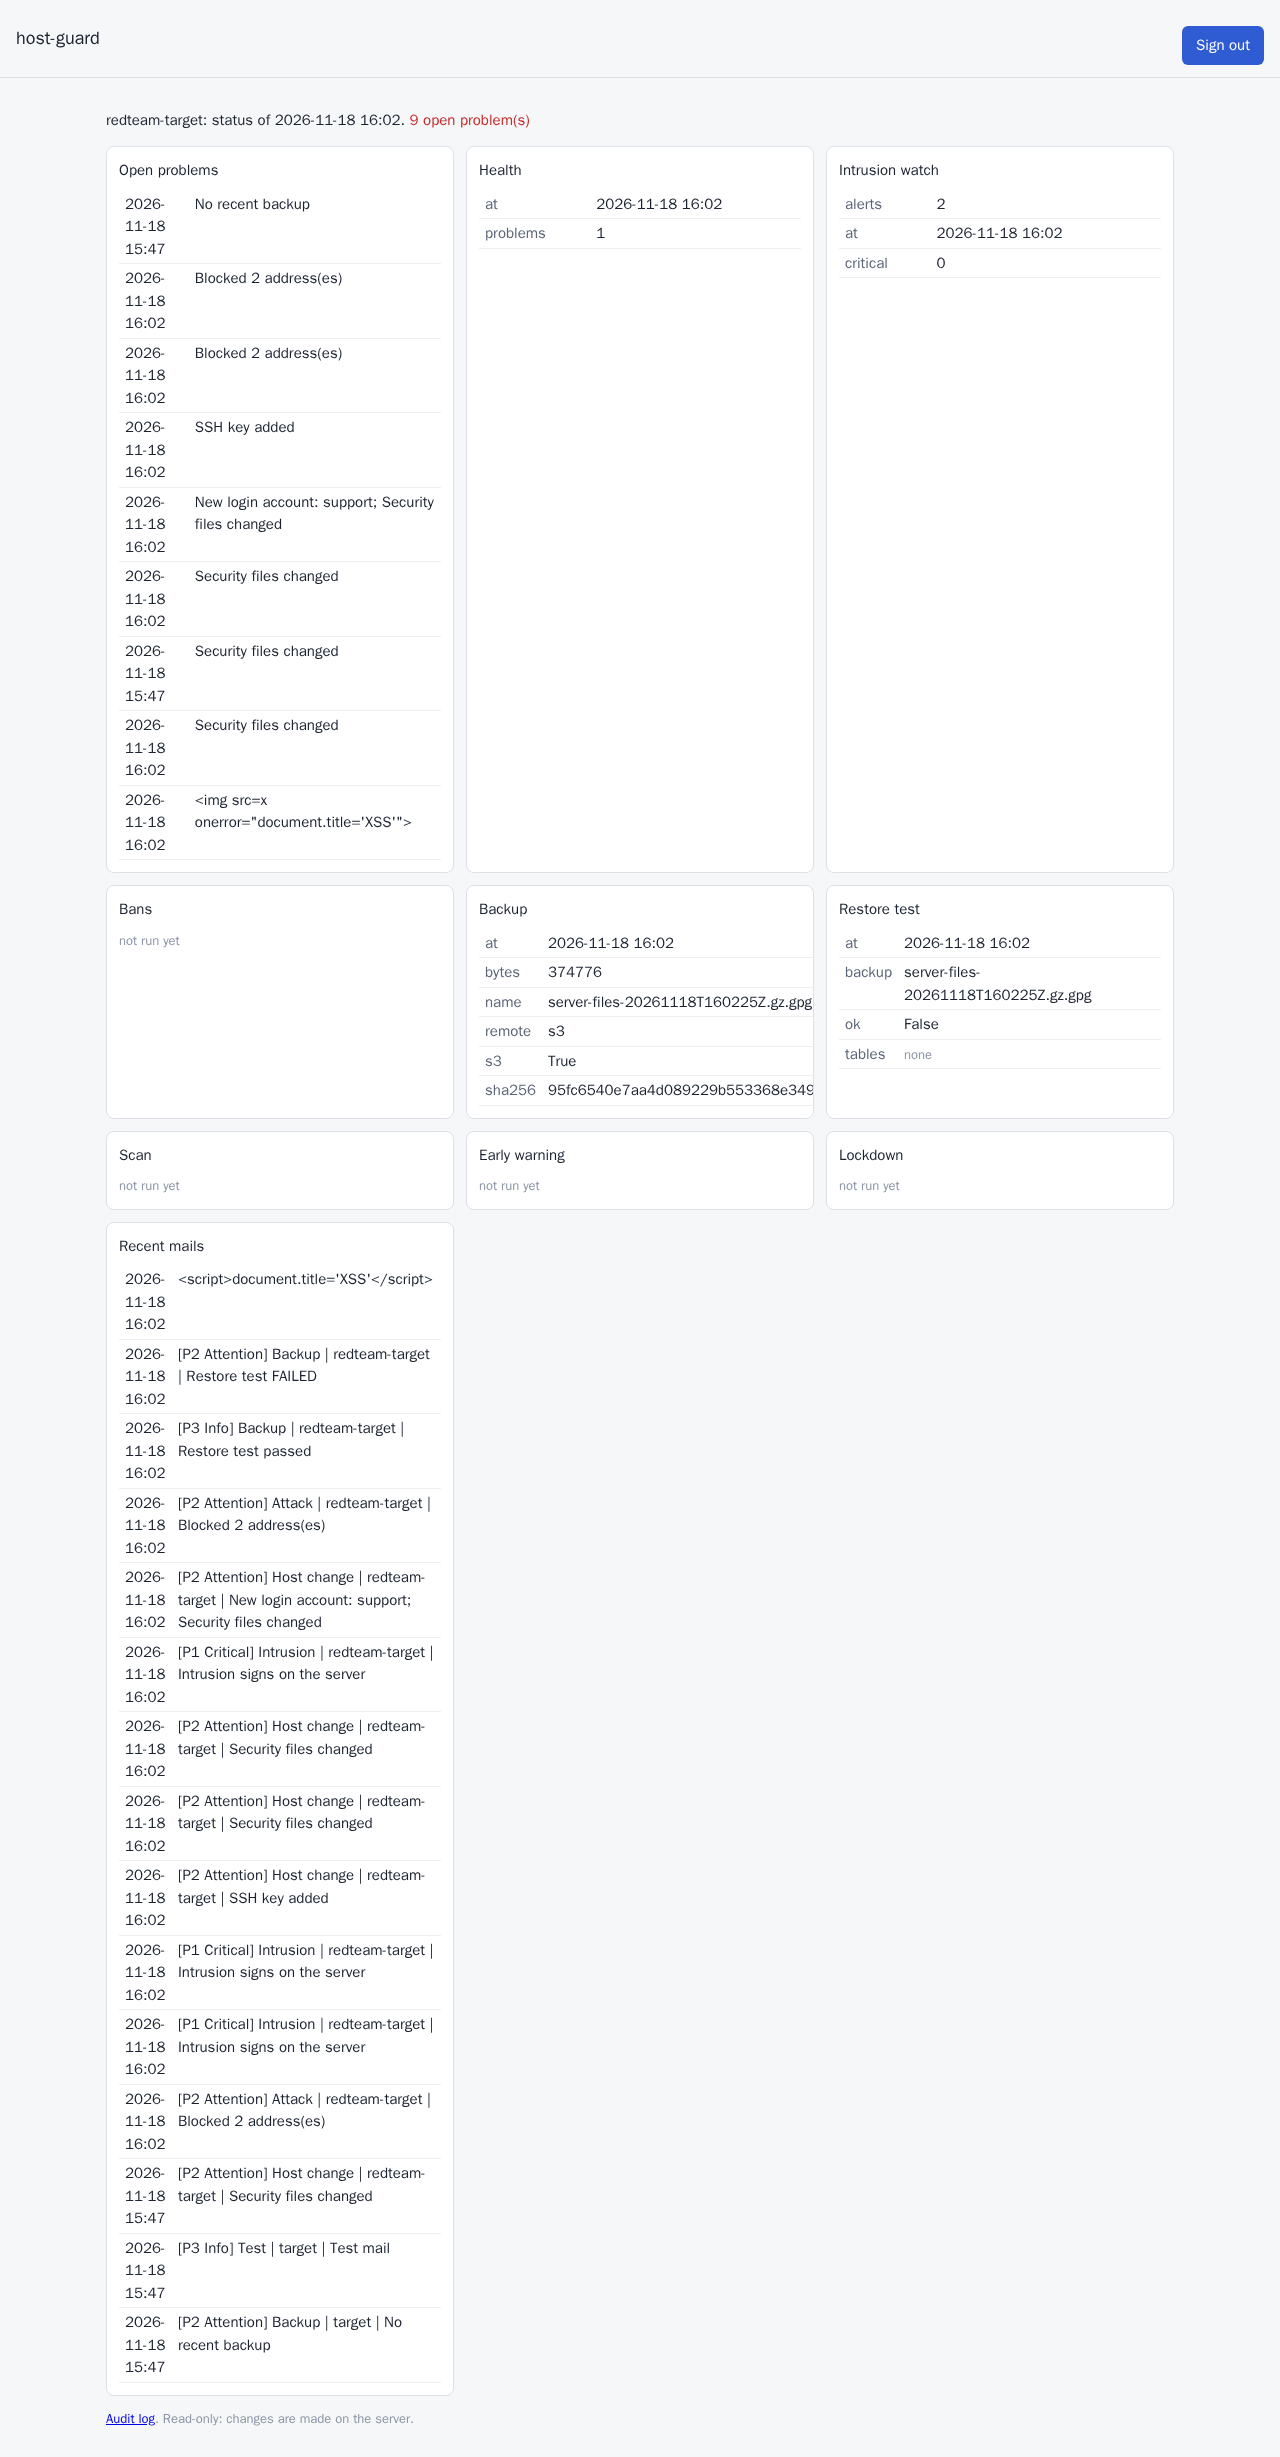 host-guard
Sign out
redteam-target: status of 2026-11-18 16:02. 9 open problem(s)
Open problems
2026-
11-18
15:47
No recent backup
2026-
11-18
16:02
Blocked 2 address(es)
2026-
11-18
16:02
Blocked 2 address(es)
2026-
11-18
16:02
SSH key added
2026-
11-18
16:02
New login account: support; Security
files changed
2026-
11-18
16:02
Security files changed
2026-
11-18
15:47
Security files changed
2026-
11-18
16:02
Security files changed
2026-
11-18
16:02
<img src=x
onerror="document.title='XSS'">
Health
at 2026-11-18 16:02
problems 1
Intrusion watch
alerts 2
at 2026-11-18 16:02
critical 0
Bans
not run yet
Backup
at 2026-11-18 16:02
bytes 374776
name server-files-20261118T160225Z.gz.gpg
remote s3
s3 True
sha256 95fc6540e7aa4d089229b553368e349
Restore test
at 2026-11-18 16:02
backup server-files-
20261118T160225Z.gz.gpg
ok False
tables none
Scan
not run yet
Early warning
not run yet
Lockdown
not run yet
Recent mails
2026-
11-18
16:02
<script>document.title='XSS'</script>
2026-
11-18
16:02
[P2 Attention] Backup | redteam-target
| Restore test FAILED
2026-
11-18
16:02
[P3 Info] Backup | redteam-target |
Restore test passed
2026-
11-18
16:02
[P2 Attention] Attack | redteam-target |
Blocked 2 address(es)
2026-
11-18
16:02
[P2 Attention] Host change | redteam-
target | New login account: support;
Security files changed
2026-
11-18
16:02
[P1 Critical] Intrusion | redteam-target |
Intrusion signs on the server
2026-
11-18
16:02
[P2 Attention] Host change | redteam-
target | Security files changed
2026-
11-18
16:02
[P2 Attention] Host change | redteam-
target | Security files changed
2026-
11-18
16:02
[P2 Attention] Host change | redteam-
target | SSH key added
2026-
11-18
16:02
[P1 Critical] Intrusion | redteam-target |
Intrusion signs on the server
2026-
11-18
16:02
[P1 Critical] Intrusion | redteam-target |
Intrusion signs on the server
2026-
11-18
16:02
[P2 Attention] Attack | redteam-target |
Blocked 2 address(es)
2026-
11-18
15:47
[P2 Attention] Host change | redteam-
target | Security files changed
2026-
11-18
15:47
[P3 Info] Test | target | Test mail
2026-
11-18
15:47
[P2 Attention] Backup | target | No
recent backup
Audit log. Read-only: changes are made on the server.